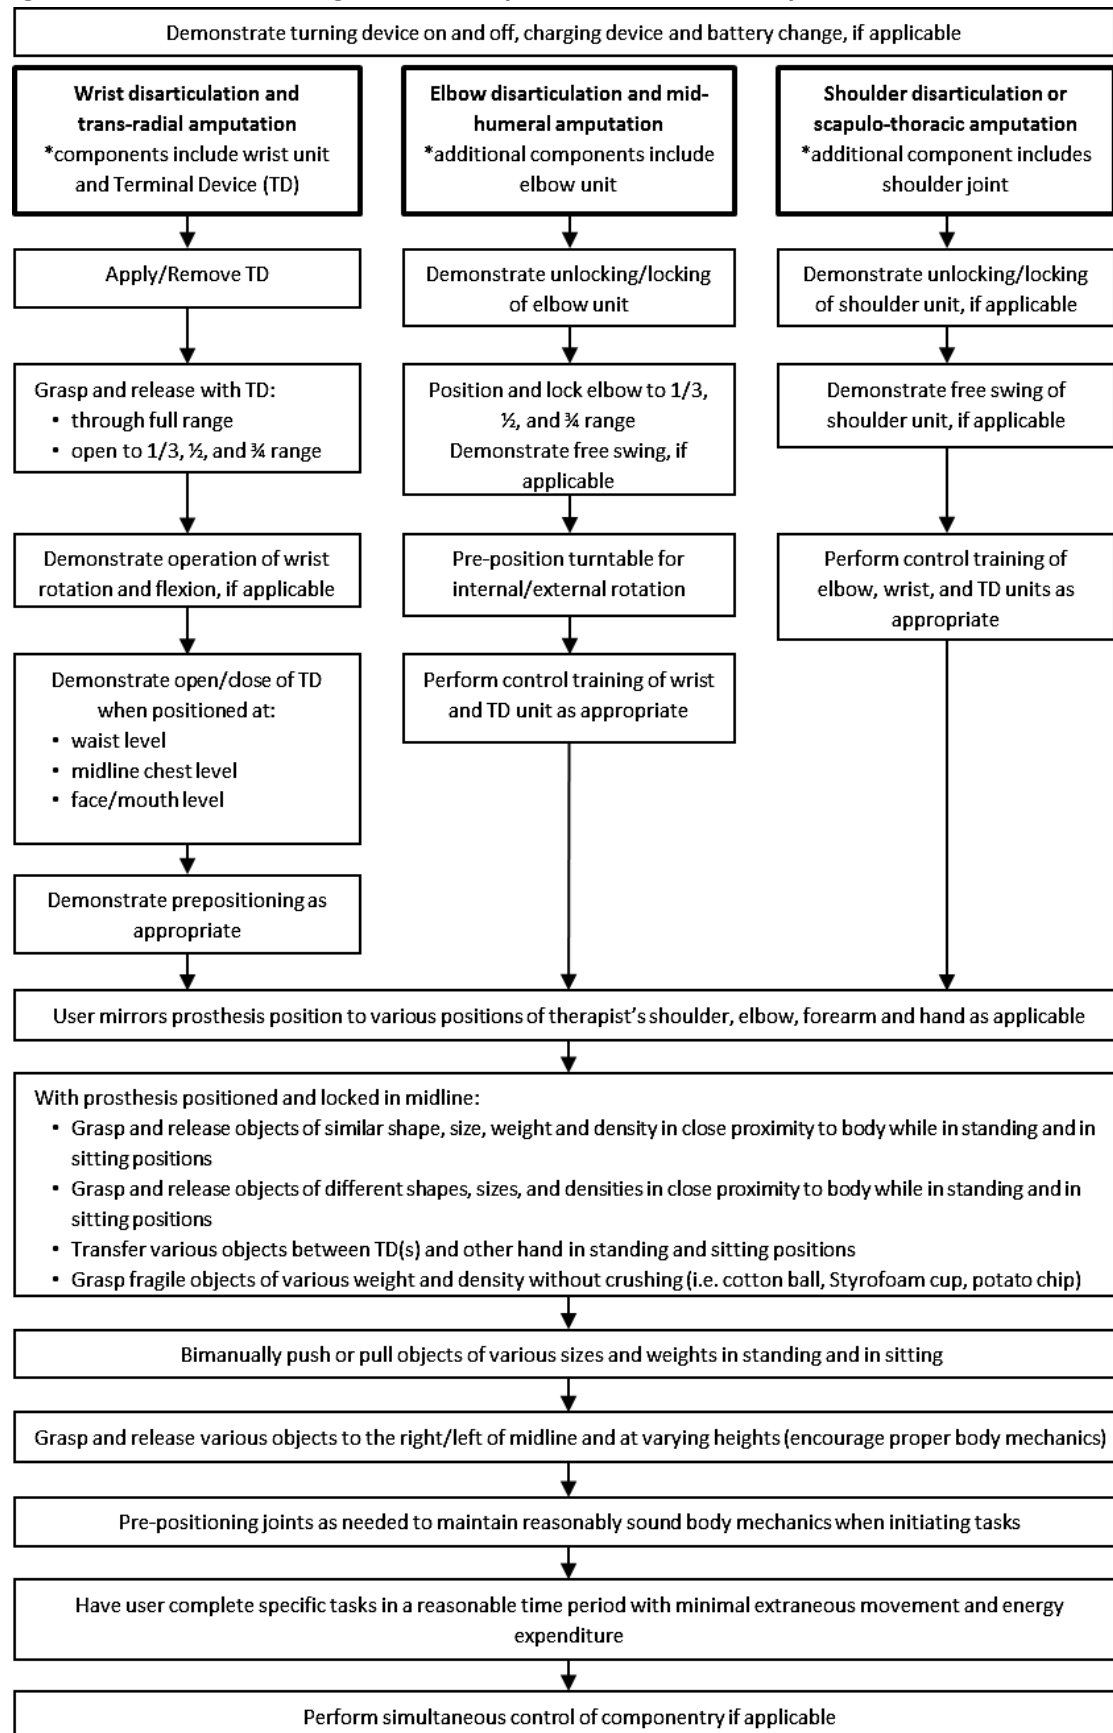 Demonstrate turning device on and off, charging device and battery change, if applicable
Wrist disarticulation and
trans-radial amputation
*components include wrist unit
and Terminal Device (TD)
Apply/Remove TD
Grasp and release with TD:
• through full range
• open to 1/3, ½, and ¾ range
Demonstrate operation of wrist
rotation and flexion, if applicable
Demonstrate open/close of TD
when positioned at:
• waist level
• midline chest level
• face/mouth level
Demonstrate prepositioning as
appropriate
Elbow disarticulation and mid-
humeral amputation
*additional components include
elbow unit
Demonstrate unlocking/locking
of elbow unit
Position and lock elbow to 1/3,
½, and ¾ range
Demonstrate free swing, if
applicable
Pre-position turntable for
internal/external rotation
Perform control training of wrist
and TD unit as appropriate
Shoulder disarticulation or
scapulo-thoracic amputation
*additional component includes
shoulder joint
Demonstrate unlocking/locking
of shoulder unit, if applicable
Demonstrate free swing of
shoulder unit, if applicable
Perform control training of
elbow, wrist, and TD units as
appropriate
User mirrors prosthesis position to various positions of therapist's shoulder, elbow, forearm and hand as applicable
With prosthesis positioned and locked in midline:
• Grasp and release objects of similar shape, size, weight and density in close proximity to body while in standing and in
sitting positions
• Grasp and release objects of different shapes, sizes, and densities in close proximity to body while in standing and in
sitting positions
• Transfer various objects between TD(s) and other hand in standing and sitting positions
• Grasp fragile objects of various weight and density without crushing (i.e. cotton ball, Styrofoam cup, potato chip)
Bimanually push or pull objects of various sizes and weights in standing and in sitting
Grasp and release various objects to the right/left of midline and at varying heights (encourage proper body mechanics)
Pre-positioning joints as needed to maintain reasonably sound body mechanics when initiating tasks
Have user complete specific tasks in a reasonable time period with minimal extraneous movement and energy
expenditure
Perform simultaneous control of componentry if applicable